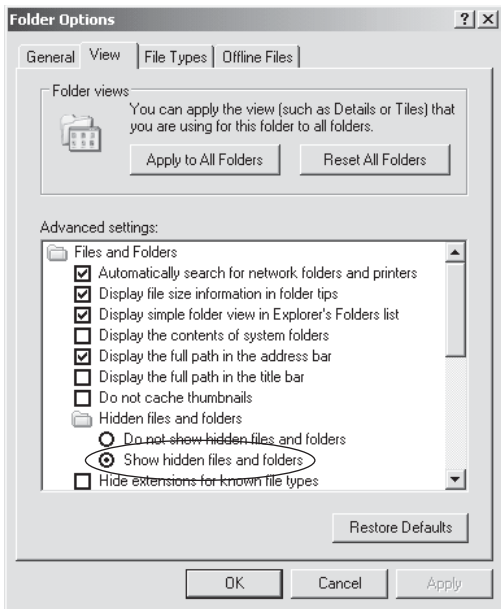 Folder Options
General View File Types Offline Files
Folder views
You can apply the view (such as Details or Tiles) that
you are using for this folder to all folders.
Apply to All Folders Reset All Folders
Advanced settings:
Files and Folders
Automatically search for network folders and printers
Display file size information in folder tips
Display simple folder view in Explorer's Folders list
Display the contents of system folders
Display the full path in the address bar
Display the full path in the title bar
Do not cache thumbnails
Hidden files and folders
Do not show hidden files and folders
Show hidden files and folders
Hide extensions for known file types
Restore Defaults
OK Cancel Apply